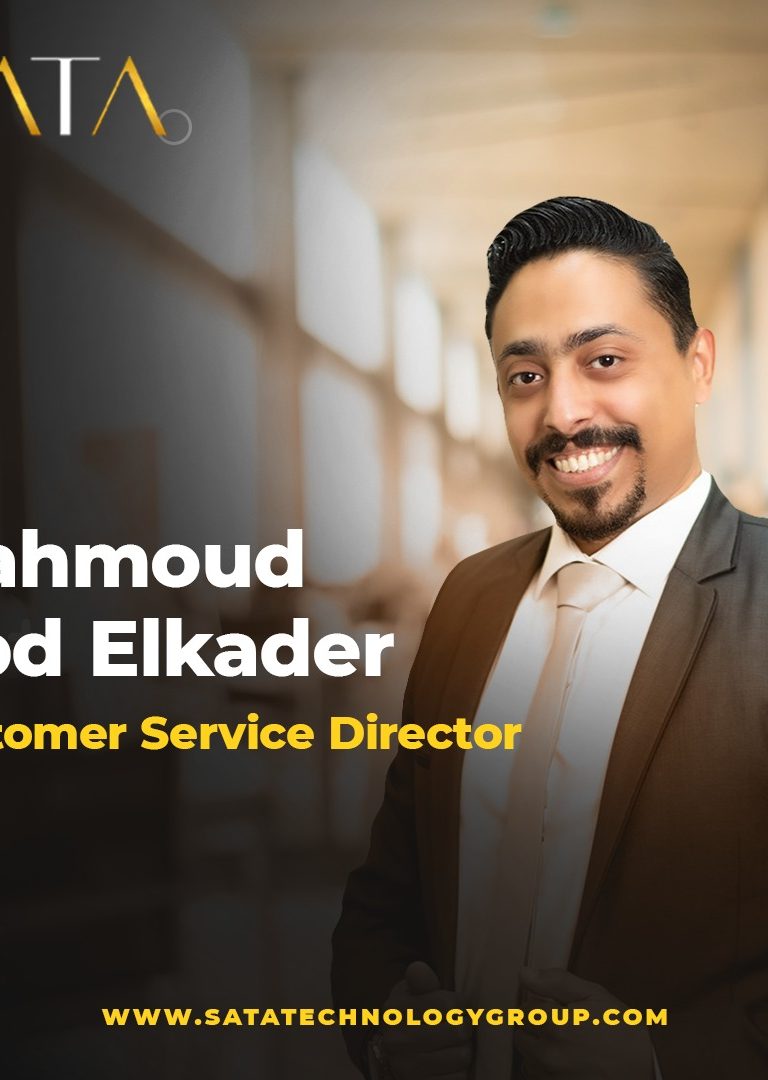 ATA
ahmoud
od Elkader
tomer Service Director
WWW.SATATECHNOLOGYGROUP.COM